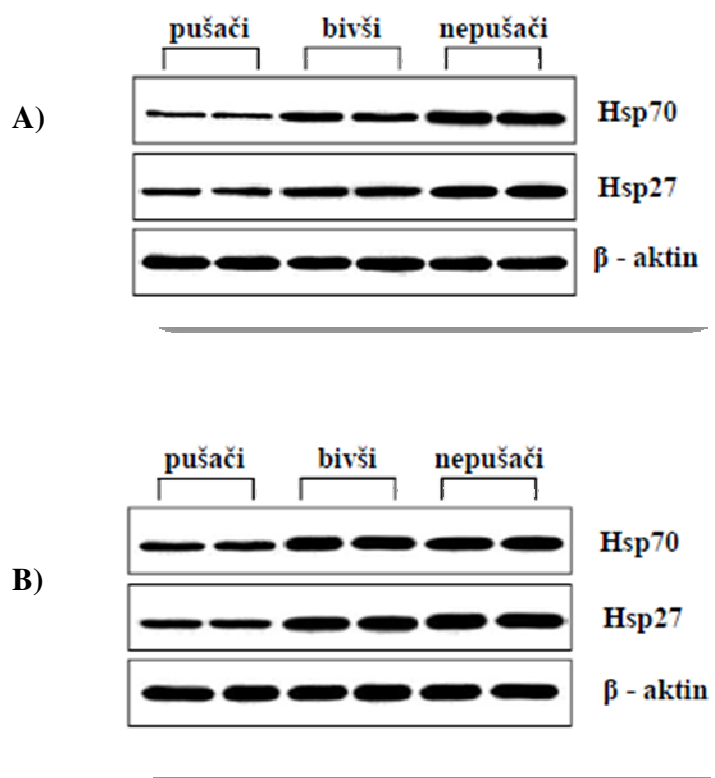 pušači bivši nepušači
A)
Hsp70
Hsp27
β - aktin
pušači bivši nepušači
B)
Hsp70
Hsp27
β - aktin